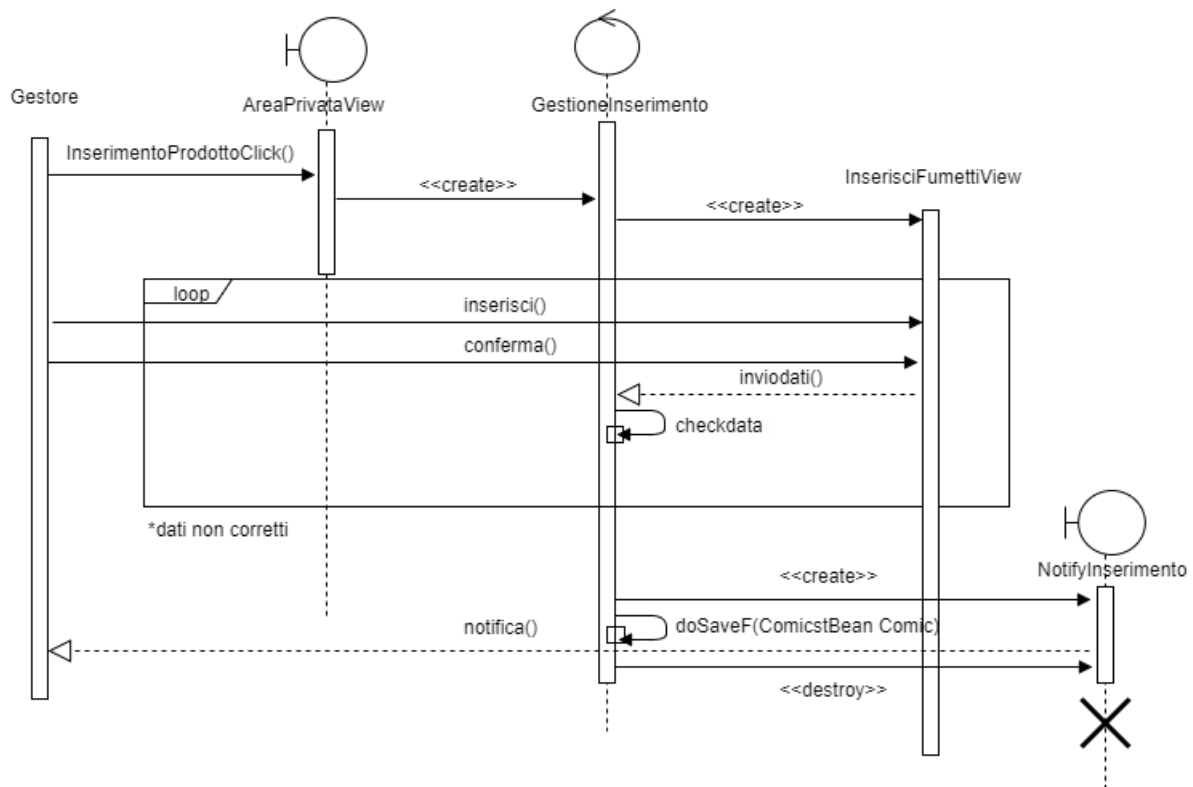 Gestore
AreaPrivataView
GestioneInserimento
InserimentoProdottoClick()
<<create>>
InserisciFumettiView
<<create>>
loop
inserisci()
conferma()
inviodati()
checkdata
*dati non corretti
NotifyInserimento
<<create>>
notifica()
doSaveF(ComicstBean Comic)
<<destroy>>